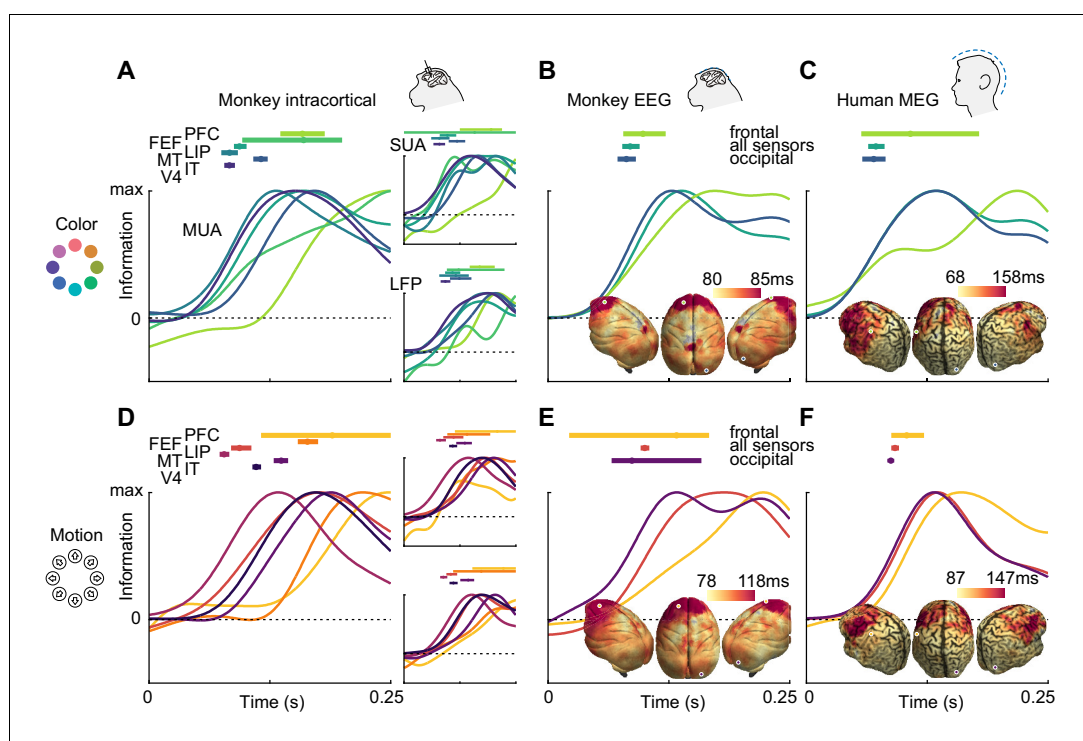 A
B
C
Monkey intracortical
Monkey EEG
Human MEG
PFC
FEF
LIP
MT
IT
V4
SUA
frontal
all sensors
occipital
max
MUA
Color
Information
LFP
80 85ms
68 158ms
0
D
E
F
PFC
FEF
LIP
MT
IT
V4
frontal
all sensors
occipital
max
Motion
Information
78 118ms
87 147ms
0
0 0.25
0.25
Time (s)
Time (s)
Time (s)